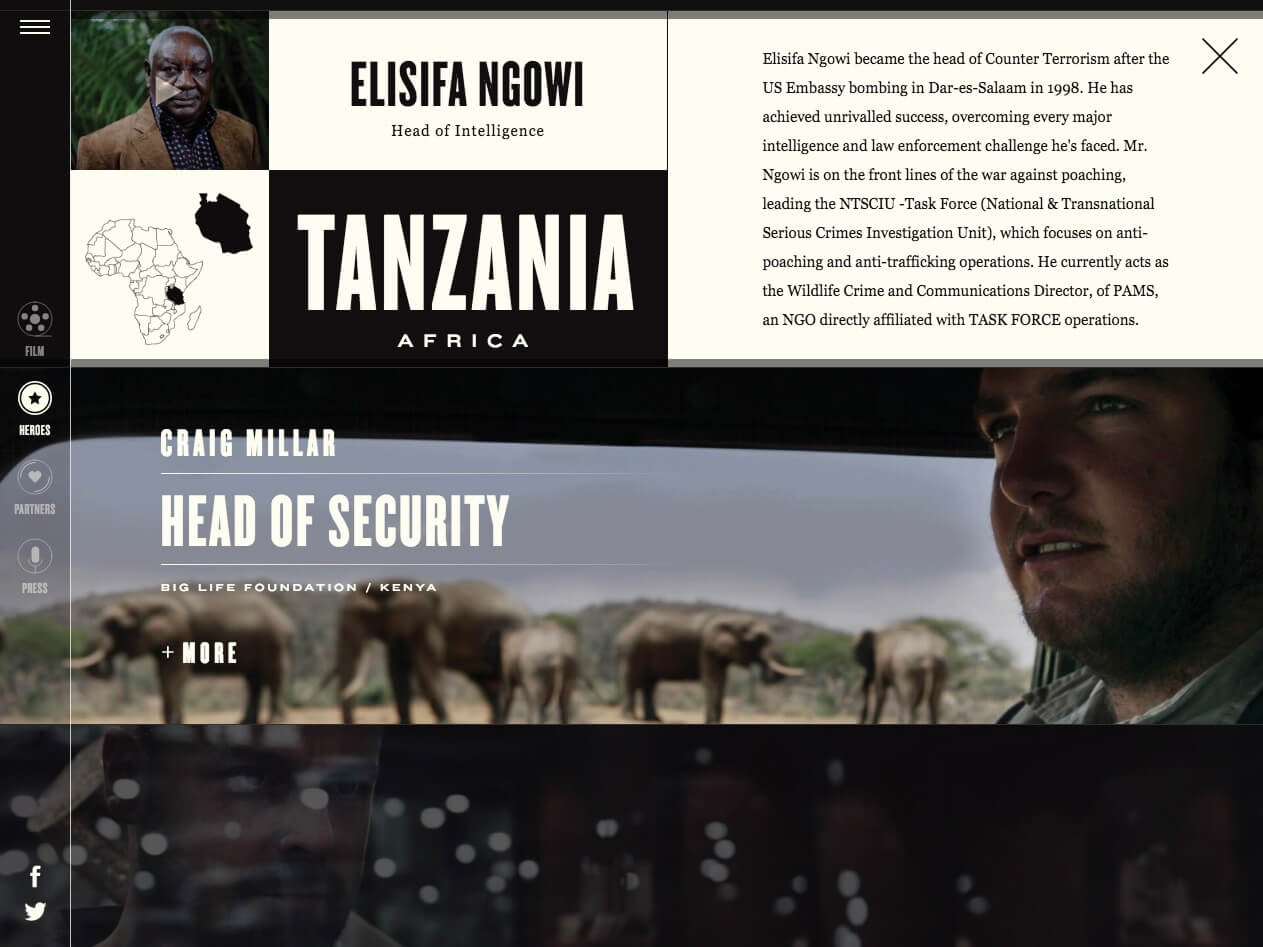 ELISIFA NGOWI
Head of Intelligence
TANZANIA
AFRICA
Elisifa Ngowi became the head of Counter Terrorism after the
US Embassy bombing in Dar-es-Salaam in 1998. He has
achieved unrivalled success, overcoming every major
intelligence and law enforcement challenge he's faced. Mr.
Ngowi is on the front lines of the war against poaching,
leading the NTSCIU -Task Force (National & Transnational
Serious Crimes Investigation Unit), which focuses on anti-
poaching and anti-trafficking operations. He currently acts as
the Wildlife Crime and Communications Director, of PAMS,
an NGO directly affiliated with TASK FORCE operations.
FILM
HEROES
PARTNERS
PRESS
CRAIG MILLAR
HEAD OF SECURITY
BIG LIFE FOUNDATION / KENYA
+ MORE